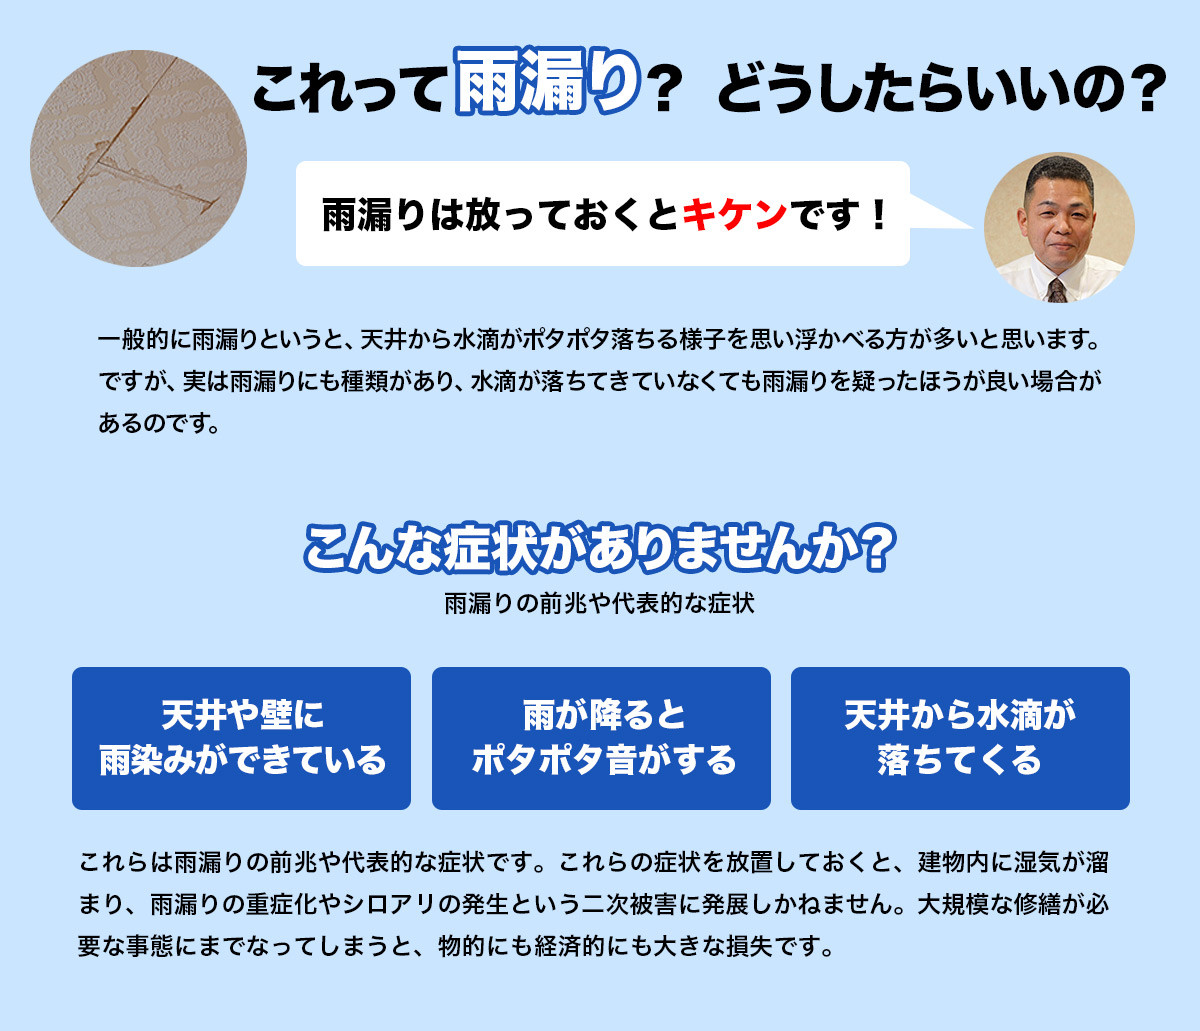 これって雨漏り？ どうしたらいいの？
雨漏りは放っておくとキケンです！
一般的に雨漏りというと、天井から水滴がポタポタ落ちる様子を思い浮かべる方が多いと思います。
ですが、実は雨漏りにも種類があり、水滴が落ちてきていなくても雨漏りを疑ったほうが良い場合が
あるのです。
こんな症状がありませんか？
雨漏りの前兆や代表的な症状
天井や壁に
雨染みができている
雨が降ると
ポタポタ音がする
天井から水滴が
落ちてくる
これらは雨漏りの前兆や代表的な症状です。これらの症状を放置しておくと、建物内に湿気が溜
まり、雨漏りの重症化やシロアリの発生という二次被害に発展しかねません。大規模な修繕が必
要な事態にまでなってしまうと、物的にも経済的にも大きな損失です。